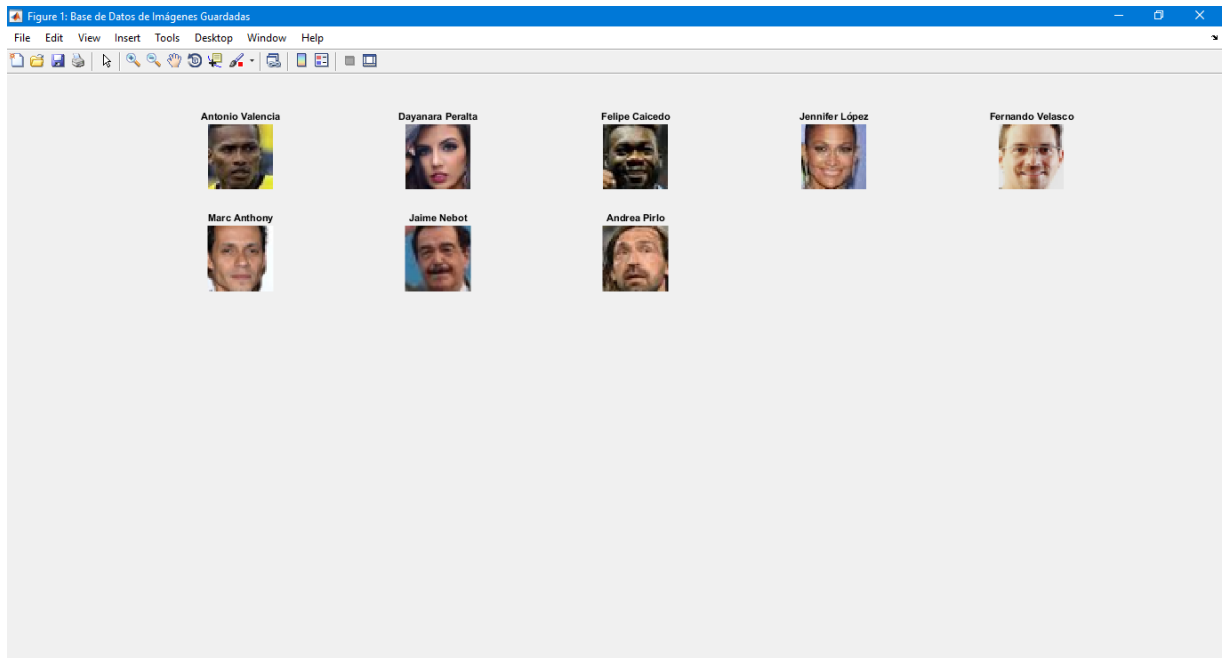 Figure 1: Base de Datos de Imágenes Guardadas
File Edit View Insert Tools Desktop Window Help
Antonio Valencia Dayanara Peralta Felipe Caicedo Jennifer López Fernando Velasco
Marc Anthony Jaime Nebot Andrea Pirlo